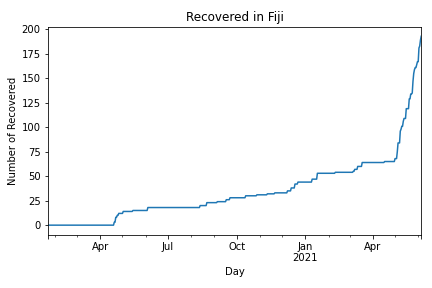 Recovered in Fiji
200
175
150
125
100
75
50
25
0
Number of Recovered
Apr
Jul
Oct
Jan
2021
Apr
Day